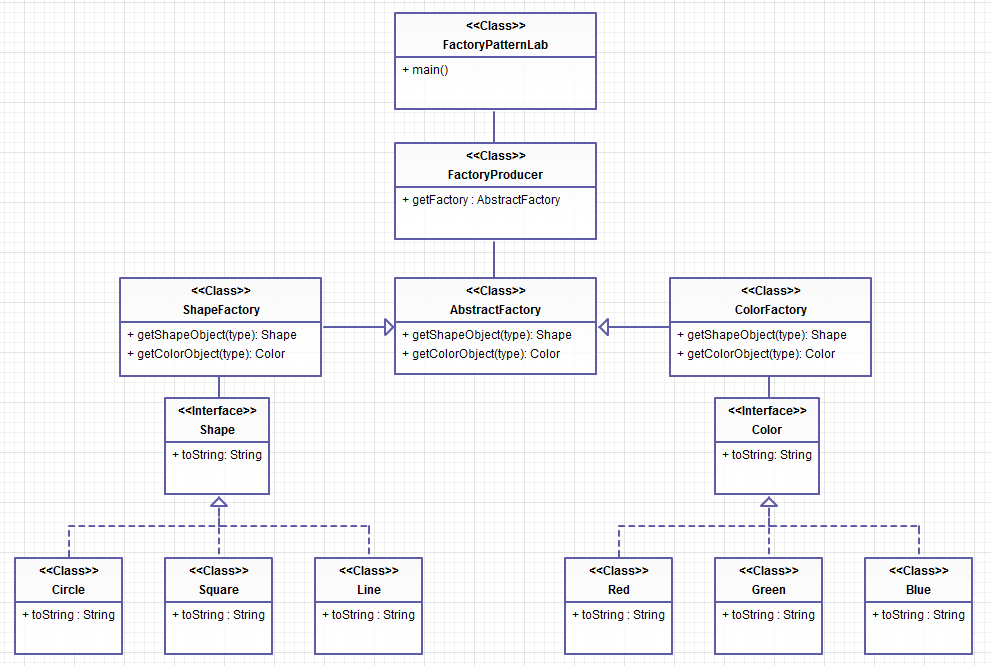 <<Class>>
FactoryPatternLab
+ main()
<<Class>>
FactoryProducer
+ getFactory : AbstractFactory
<<Class>>
ShapeFactory
+ getShapeObject(type): Shape
+ getColorObject(type): Color
<<Class>>
AbstractFactory
+ getShapeObject(type): Shape
+ getColorObject(type): Color
<<Class>>
ColorFactory
+ getShapeObject(type): Shape
+ getColorObject(type): Color
<<Interface>>
Shape
+ toString: String
<<Interface>>
Color
+ toString: String
<<Class>>
Circle
+ toString : String
<<Class>>
Square
+ toString : String
<<Class>>
Line
+ toString : String
<<Class>>
Red
+ toString : String
<<Class>>
Green
+ toString : String
<<Class>>
Blue
+ toString : String